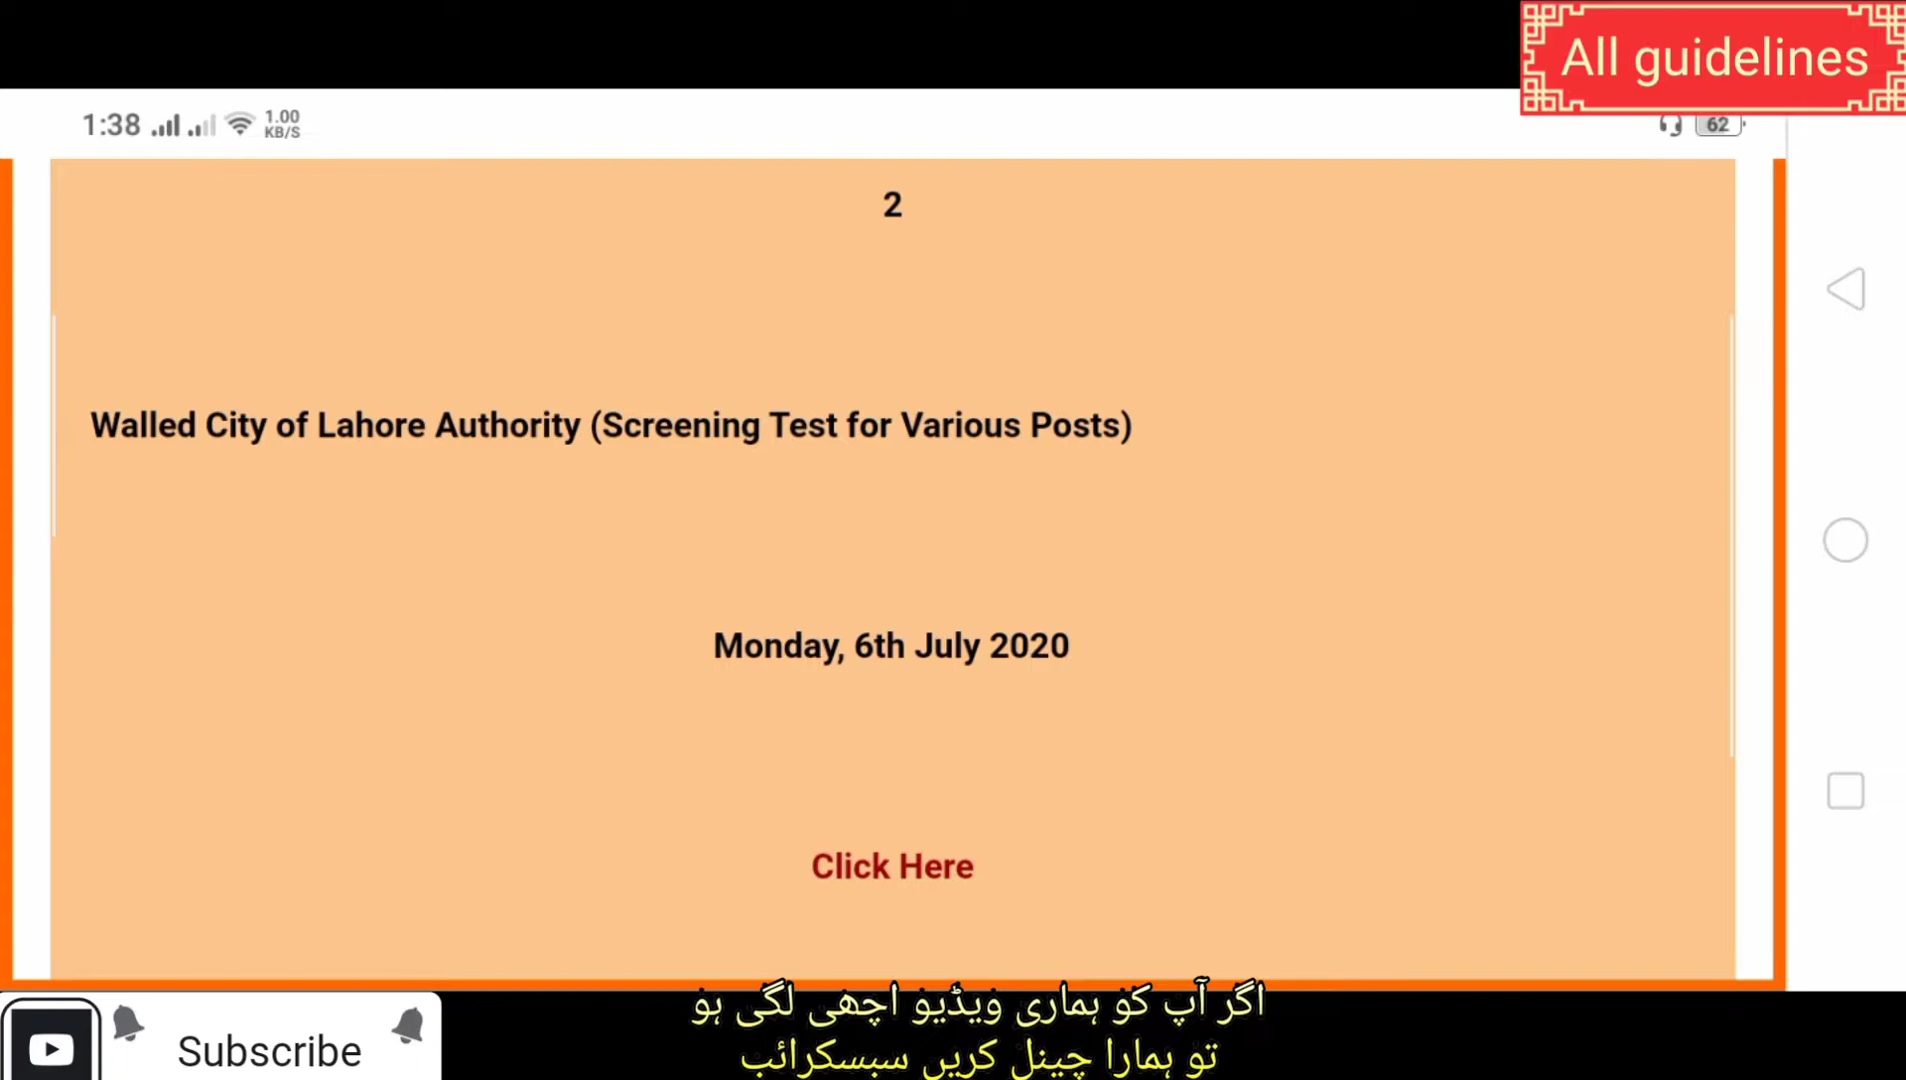 All guidelines
1:38
1.00
KB/S
62
2
Walled City of Lahore Authority (Screening Test for Various Posts)
Monday, 6th July 2020
Click Here
اگر آپ کو ہماری ویڈیو اچھی لگی ہو
تو ہمارا چینل کریں سبسکرائب
Subscribe